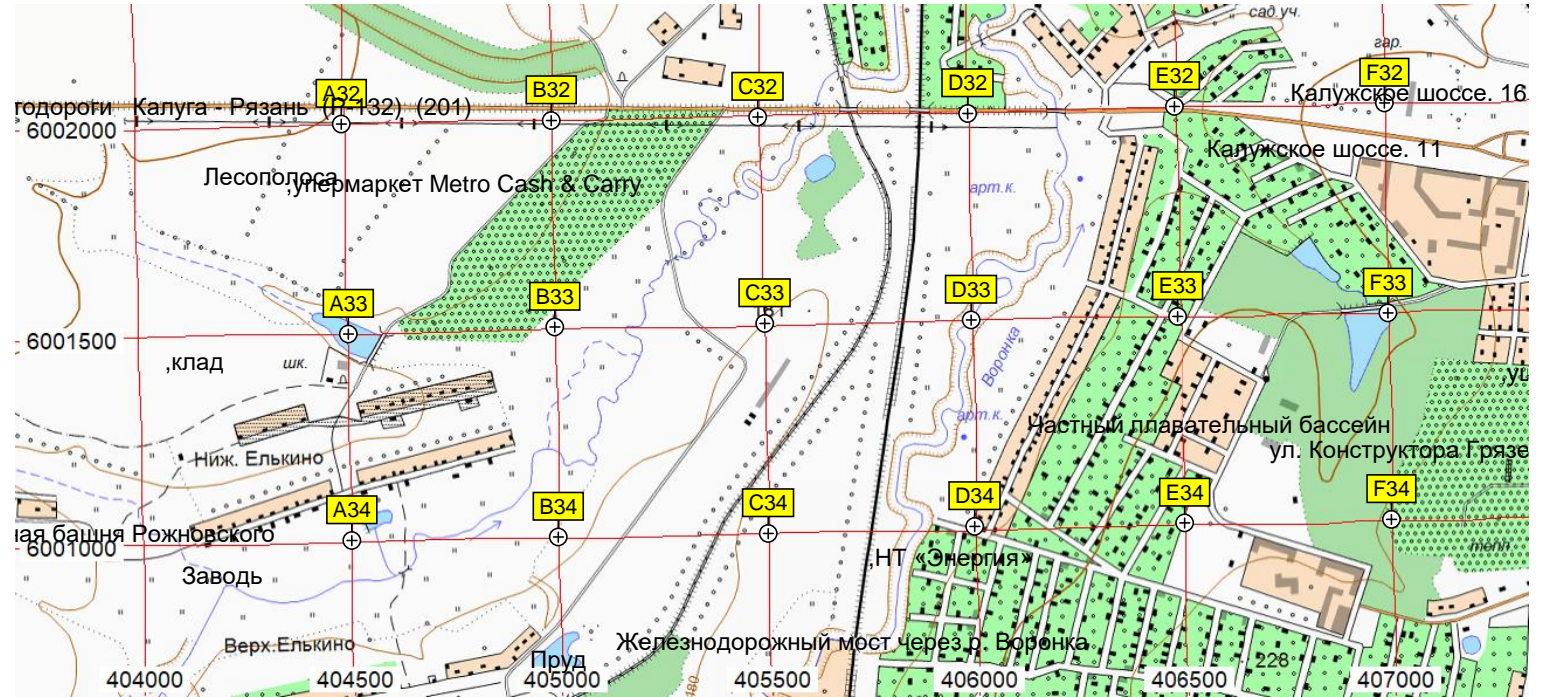 сад.уч.
гар.
A32
B32
C32
D32
E32
F32
годороги Калуга - Рязань (Р-132) (201)
Калужское шоссе. 16
6002000
Калужское шоссе. 11
Лесополоса
,упермаркет Metro Cash & Carry
арт.к.
A33
B33
C33
D33
E33
F33
6001500
Воронка
,клад
шк.
арт.к.
Частный плавательный бассейн
ул. Конструктора Грязе
Ниж. Елькино
A34
B34
C34
D34
E34
F34
ная башня Рожновского
6001000
тепл
,НТ «Энергия»
Заводь
Верх.Елькино
Железнодорожный мост через р. Воронка
Пруд
228
180
404000
404500
405000
405500
406000
406500
407000